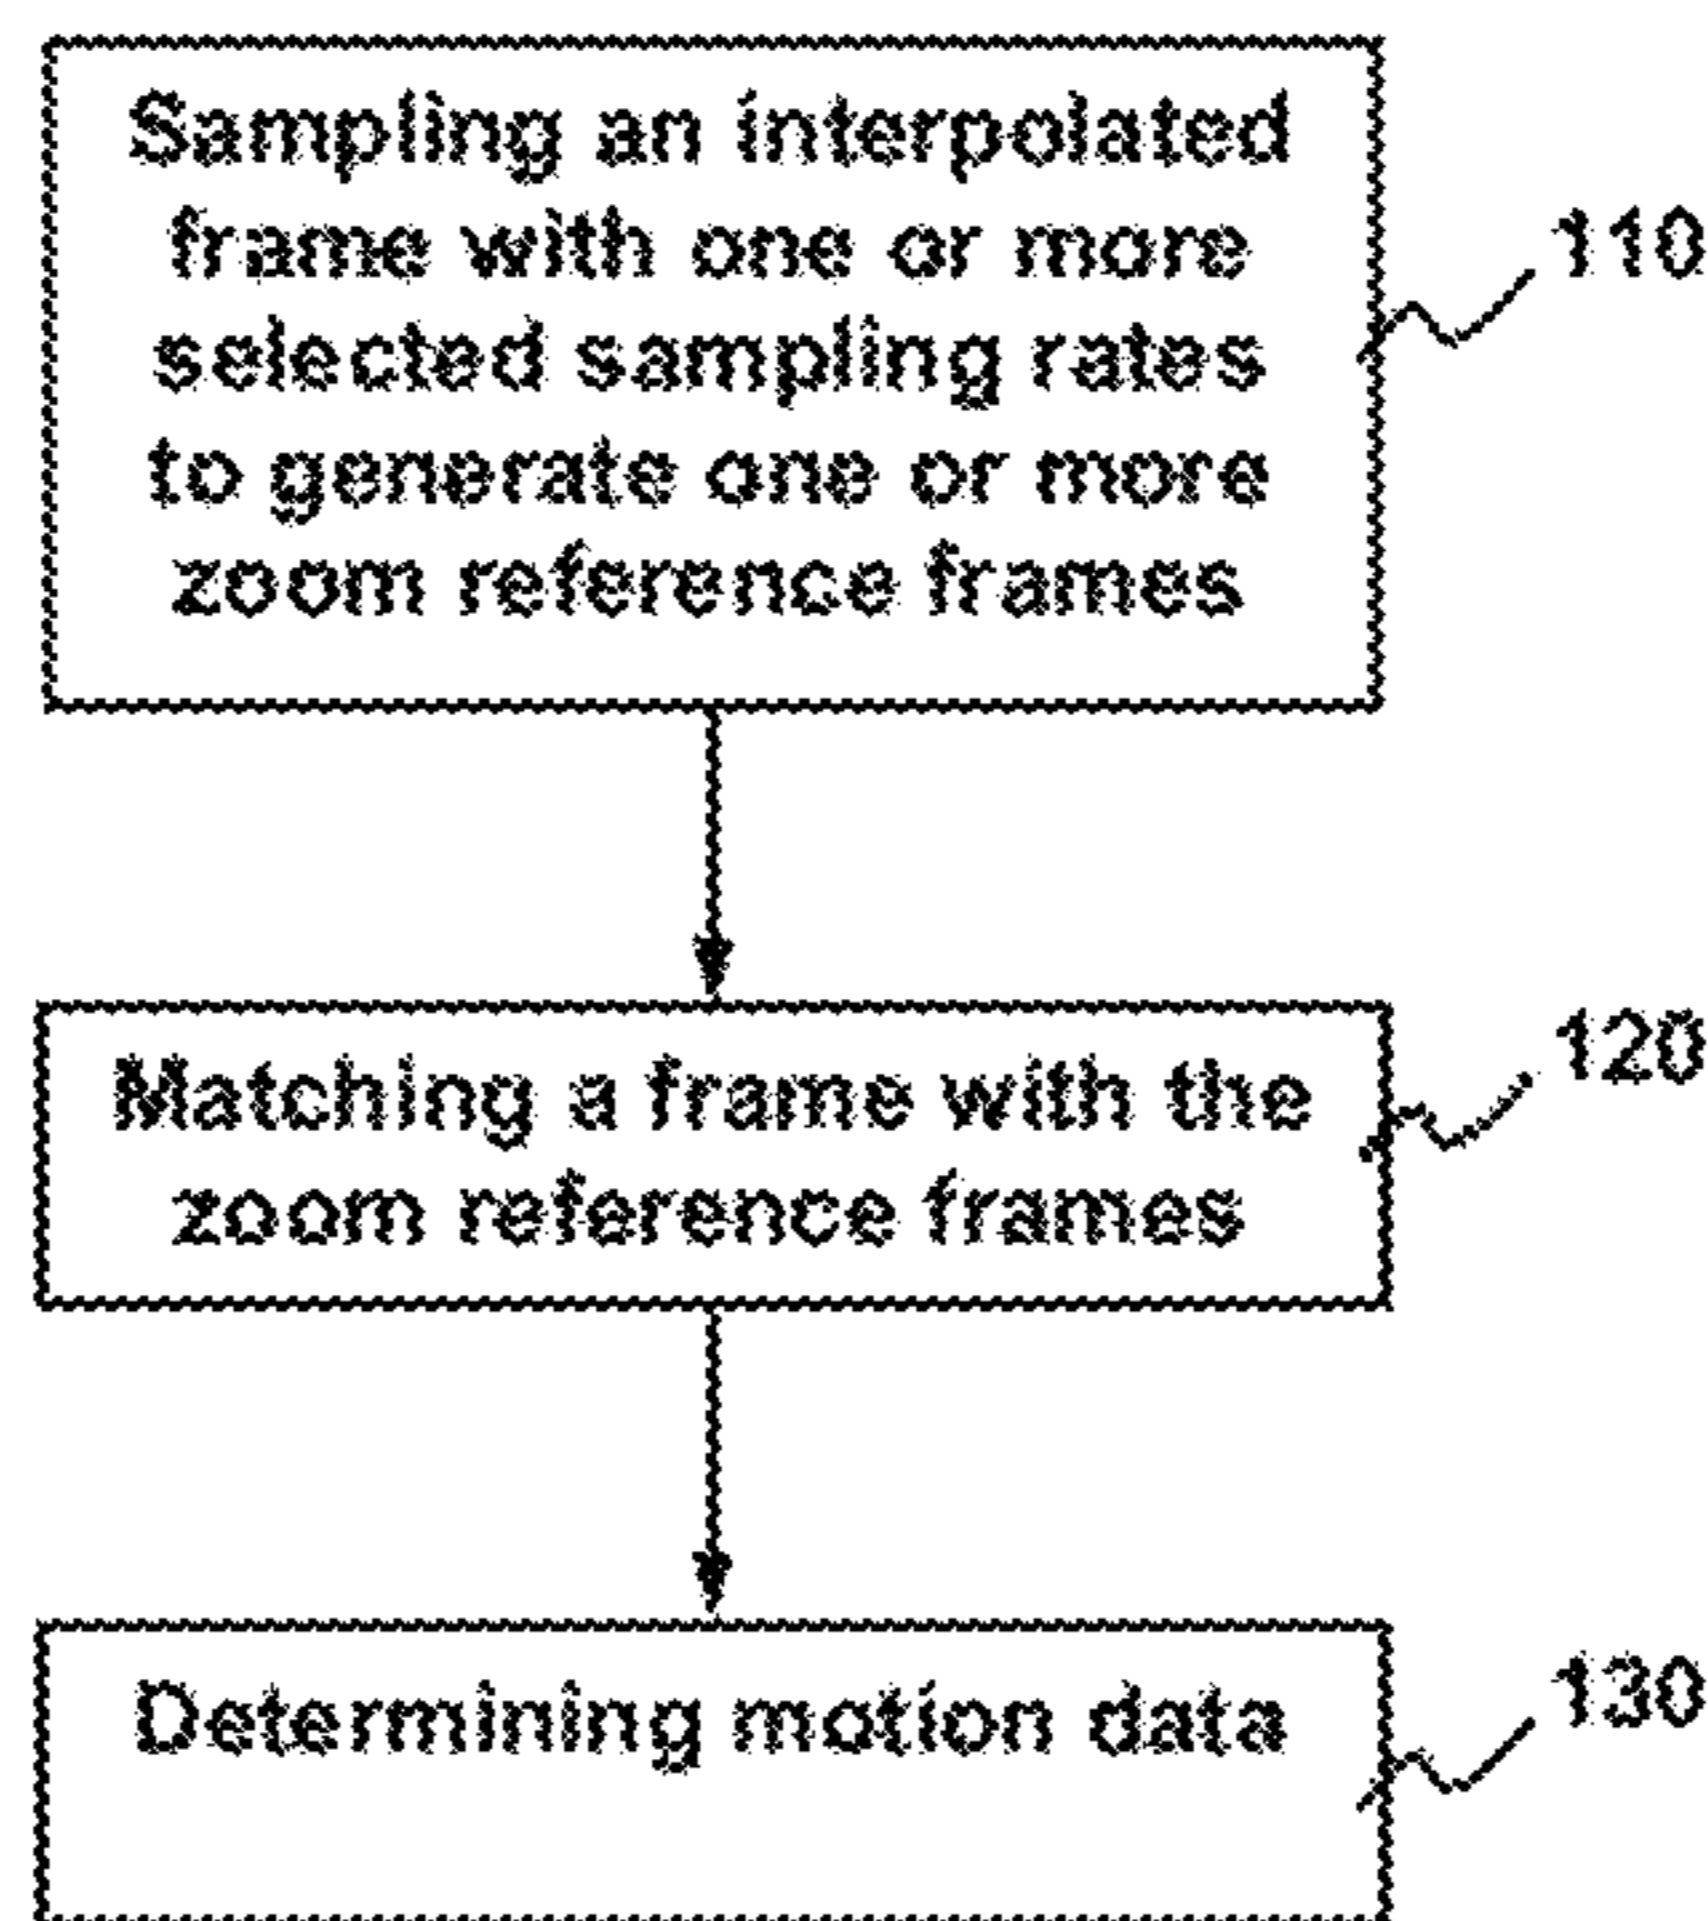 Sampling an interpolated
frame with one or more
selected sampling rates
to generate one or more
zoom reference frames
110
Matching a frame with the
zoom reference frames
120
Determining motion data
130